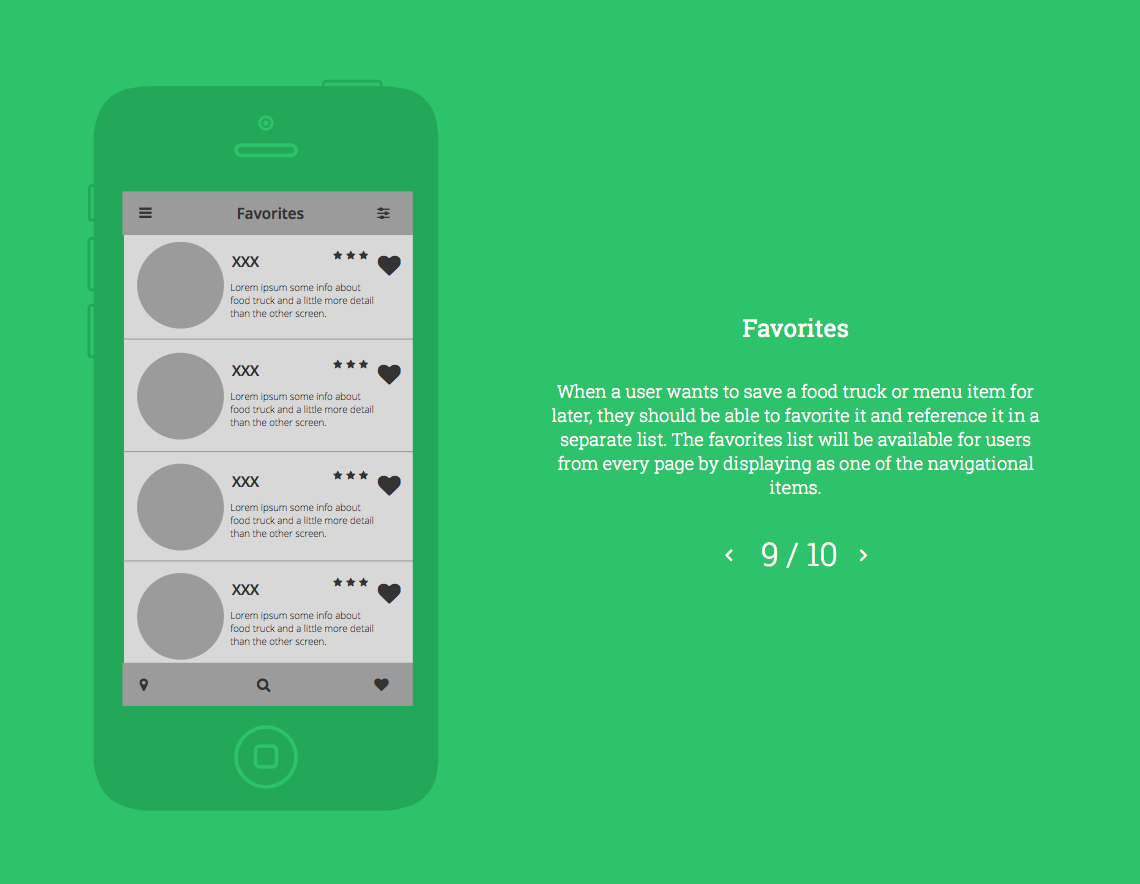 Favorites
XXX
Lorem ipsum some info about
food truck and a little more detail
than the other screen.
XXX
Lorem ipsum some info about
food truck and a little more detail
than the other screen.
XXX
Lorem ipsum some info about
food truck and a little more detail
than the other screen.
XXX
Lorem ipsum some info about
food truck and a little more detail
than the other screen.
Favorites
When a user wants to save a food truck or menu item for
later, they should be able to favorite it and reference it in a
separate list. The favorites list will be available for users
from every page by displaying as one of the navigational
items.
9 / 10